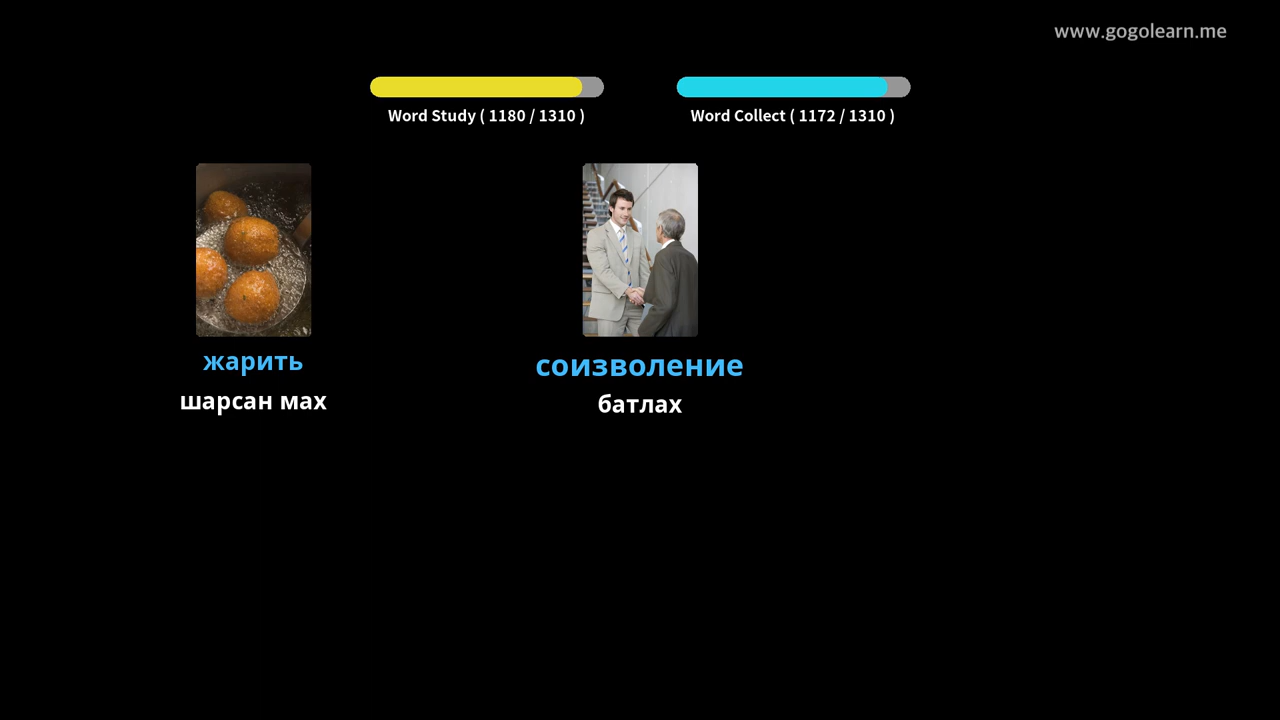 www.gogolearn.me
Word Study ( 1180 / 1310 )
Word Collect ( 1172 / 1310 )
жарить
шарсан мах
соизволение
батлах